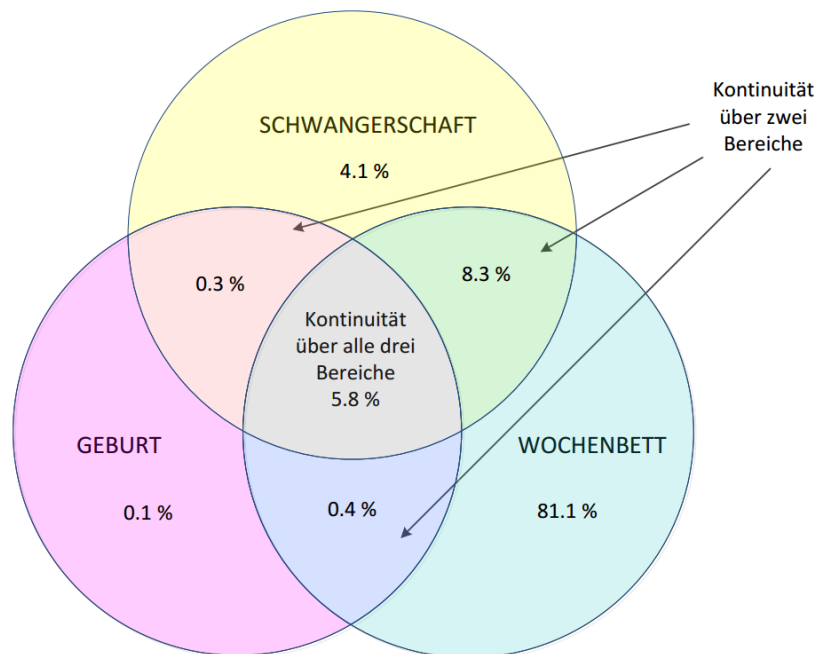 Kontinuität
über zwei
Bereiche
SCHWANGERSCHAFT
4.1 %
0.3 %
8.3 %
Kontinuität
über alle drei
Bereiche
5.8 %
GEBURT
WOCHENBETT
0.1 %
0.4 %
81.1 %